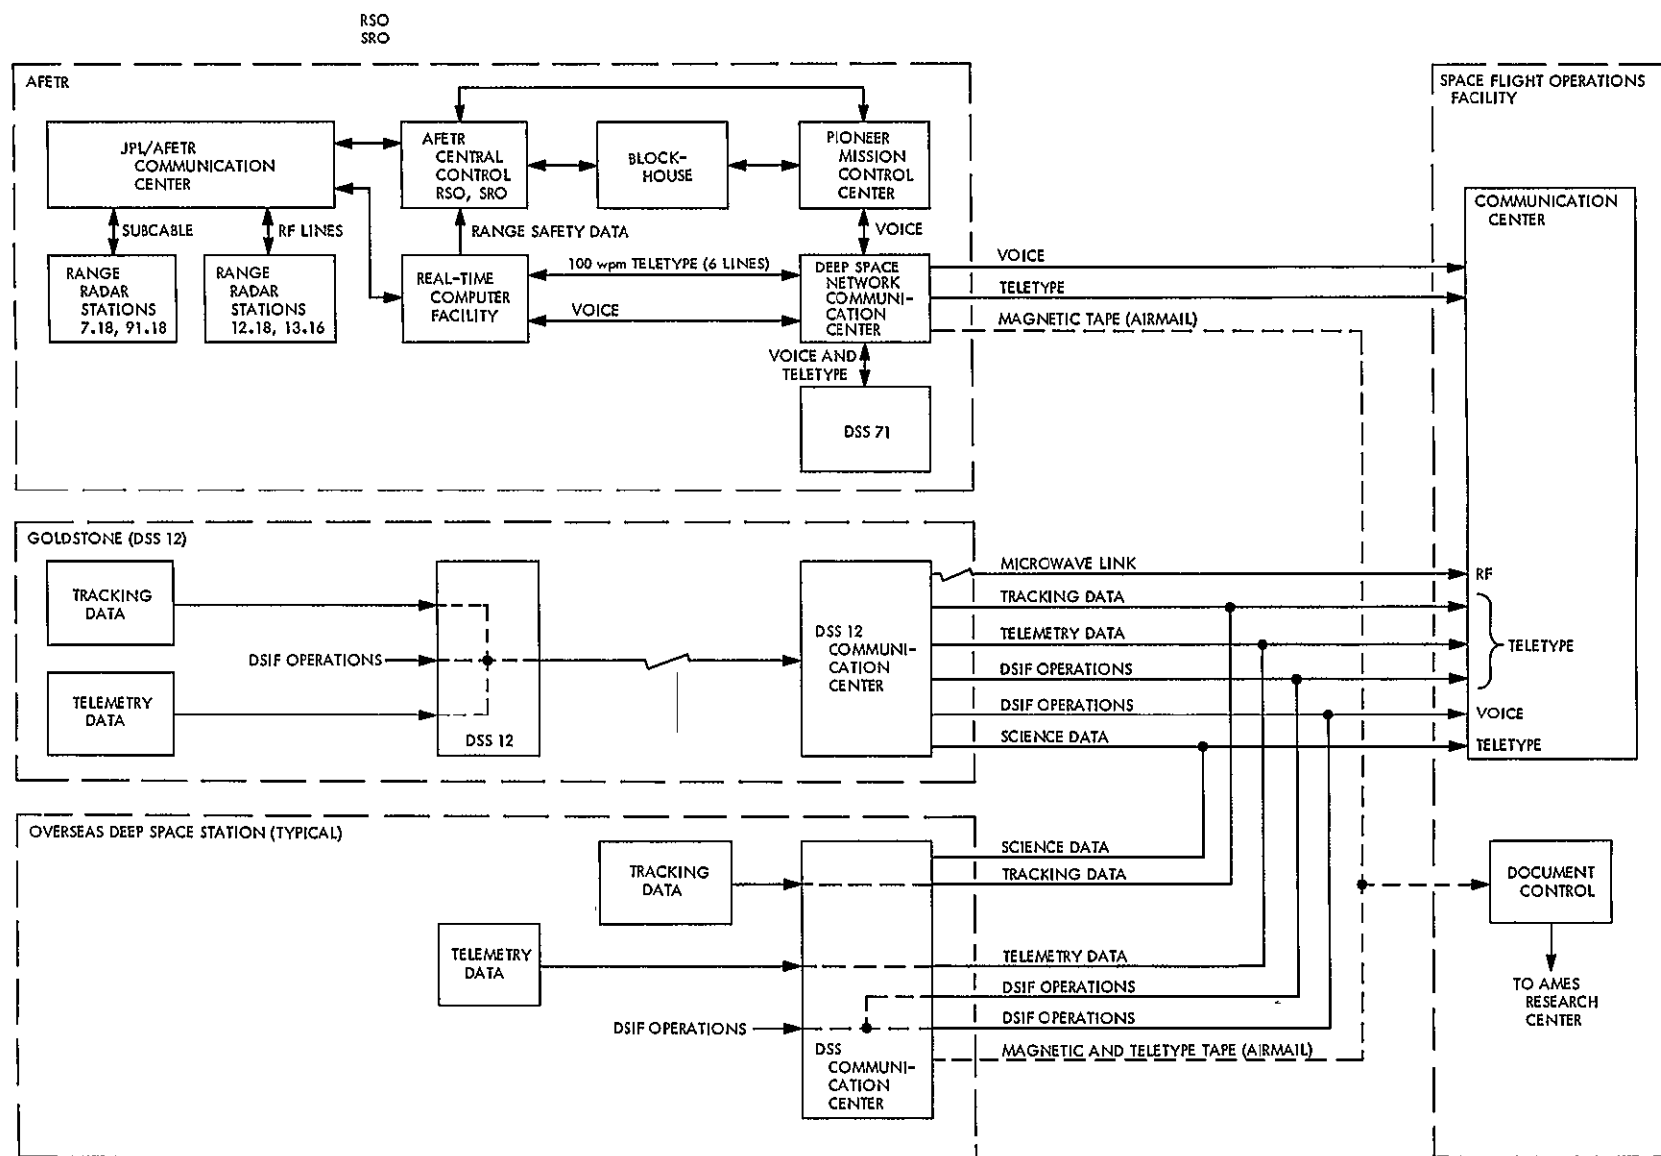 RSO
SRO
AFETR
SPACE FLIGHT OPERATIONS
FACILITY
JPL/AFETR
COMMUNICATION
CENTER
AFETR
CENTRAL
CONTROL
RSO, SRO
BLOCK-
HOUSE
PIONEER
MISSION
CONTROL
CENTER
COMMUNICATION
CENTER
SUBCABLE
RF LINES
RANGE SAFETY DATA
VOICE
RANGE
RADAR
STATIONS
7.18, 91.18
RANGE
RADAR
STATIONS
12.18, 13.16
REAL-TIME
COMPUTER
FACILITY
100 wpm TELETYPE (6 LINES)
VOICE
DEEP SPACE
NETWORK
COMMUNI-
CATION
CENTER
VOICE
TELETYPE
MAGNETIC TAPE (AIRMAIL)
VOICE AND
TELETYPE
DSS 71
GOLDSTONE (DSS 12)
TRACKING
DATA
DSIF OPERATIONS
TELEMETRY
DATA
DSS 12
DSS 12
COMMUNI-
CATION
CENTER
MICROWAVE LINK
TRACKING DATA
TELEMETRY DATA
DSIF OPERATIONS
DSIF OPERATIONS
SCIENCE DATA
RF
TELETYPE
VOICE
TELETYPE
OVERSEAS DEEP SPACE STATION (TYPICAL)
TRACKING
DATA
TELEMETRY
DATA
DSIF OPERATIONS
DSS
COMMUNI-
CATION
CENTER
SCIENCE DATA
TRACKING DATA
TELEMETRY DATA
DSIF OPERATIONS
DSIF OPERATIONS
MAGNETIC AND TELETYPE TAPE (AIRMAIL)
DOCUMENT
CONTROL
TO AMES
RESEARCH
CENTER